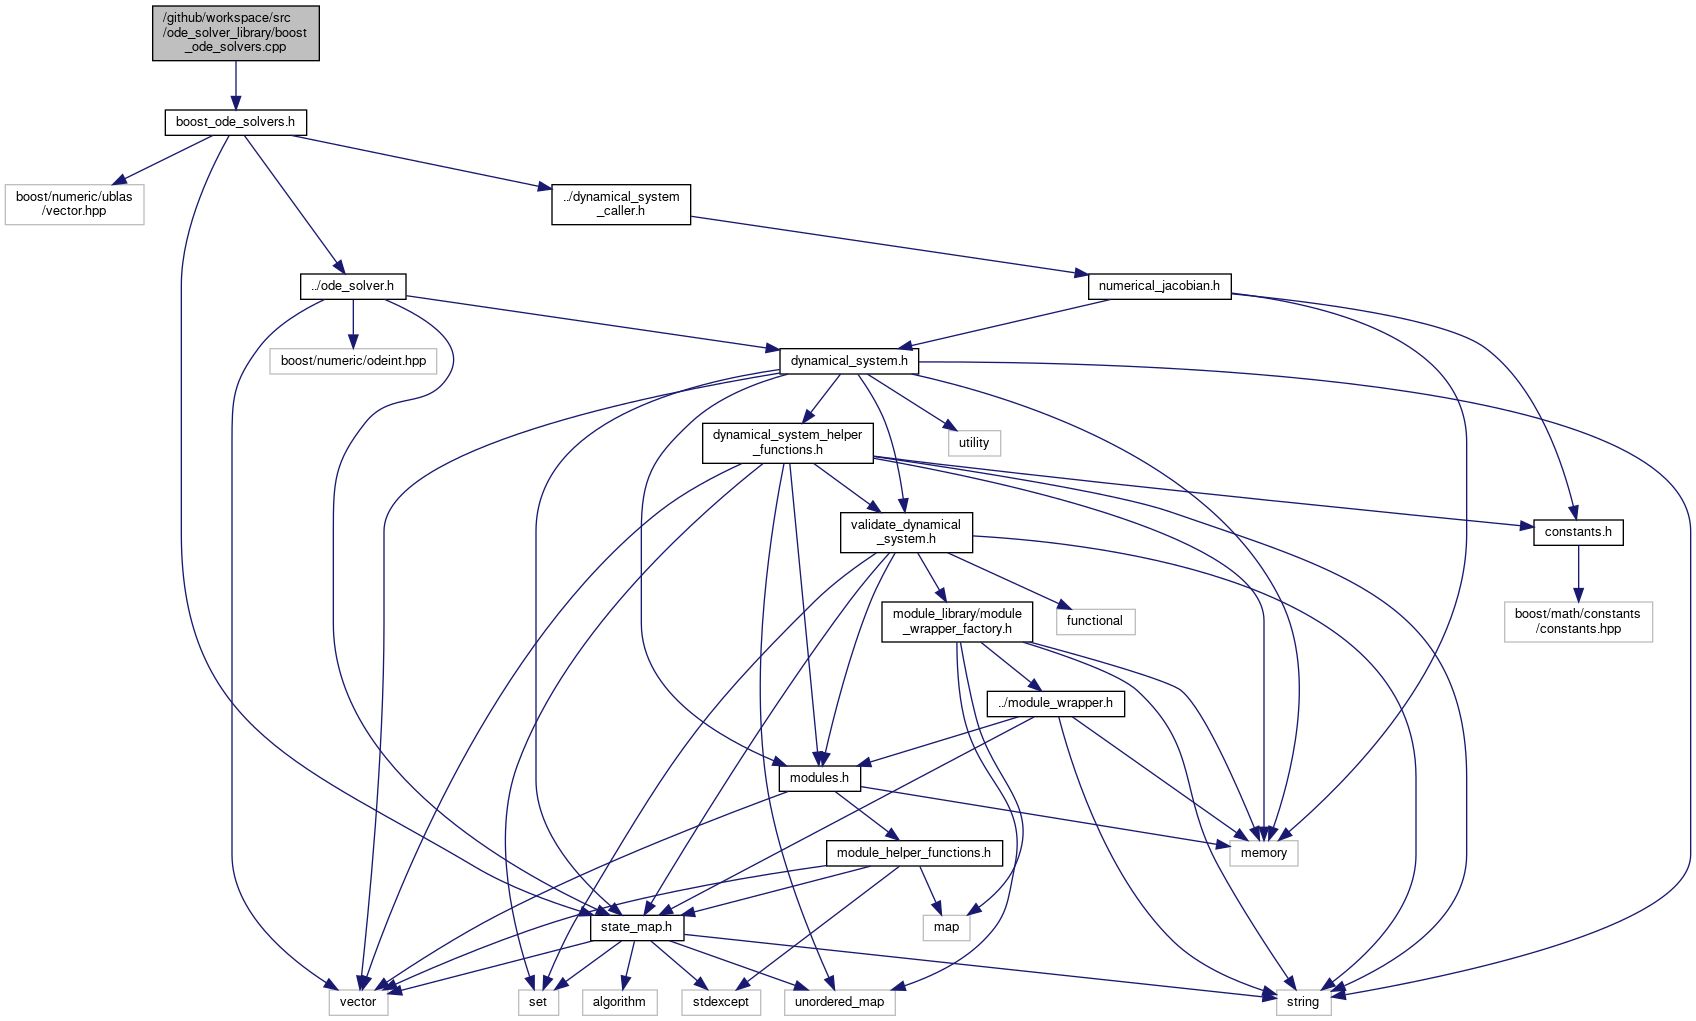 /github/workspace/src
/ode_solver_library/boost
_ode_solvers.cpp
boost_ode_solvers.h
boost/numeric/ublas
/vector.hpp
../dynamical_system
_caller.h
../ode_solver.h
numerical_jacobian.h
boost/numeric/odeint.hpp
dynamical_system.h
dynamical_system_helper
_functions.h
utility
validate_dynamical
_system.h
constants.h
module_library/module
_wrapper_factory.h
functional
boost/math/constants
/constants.hpp
../module_wrapper.h
modules.h
module_helper_functions.h
memory
state_map.h
map
vector
set
algorithm
stdexcept
unordered_map
string